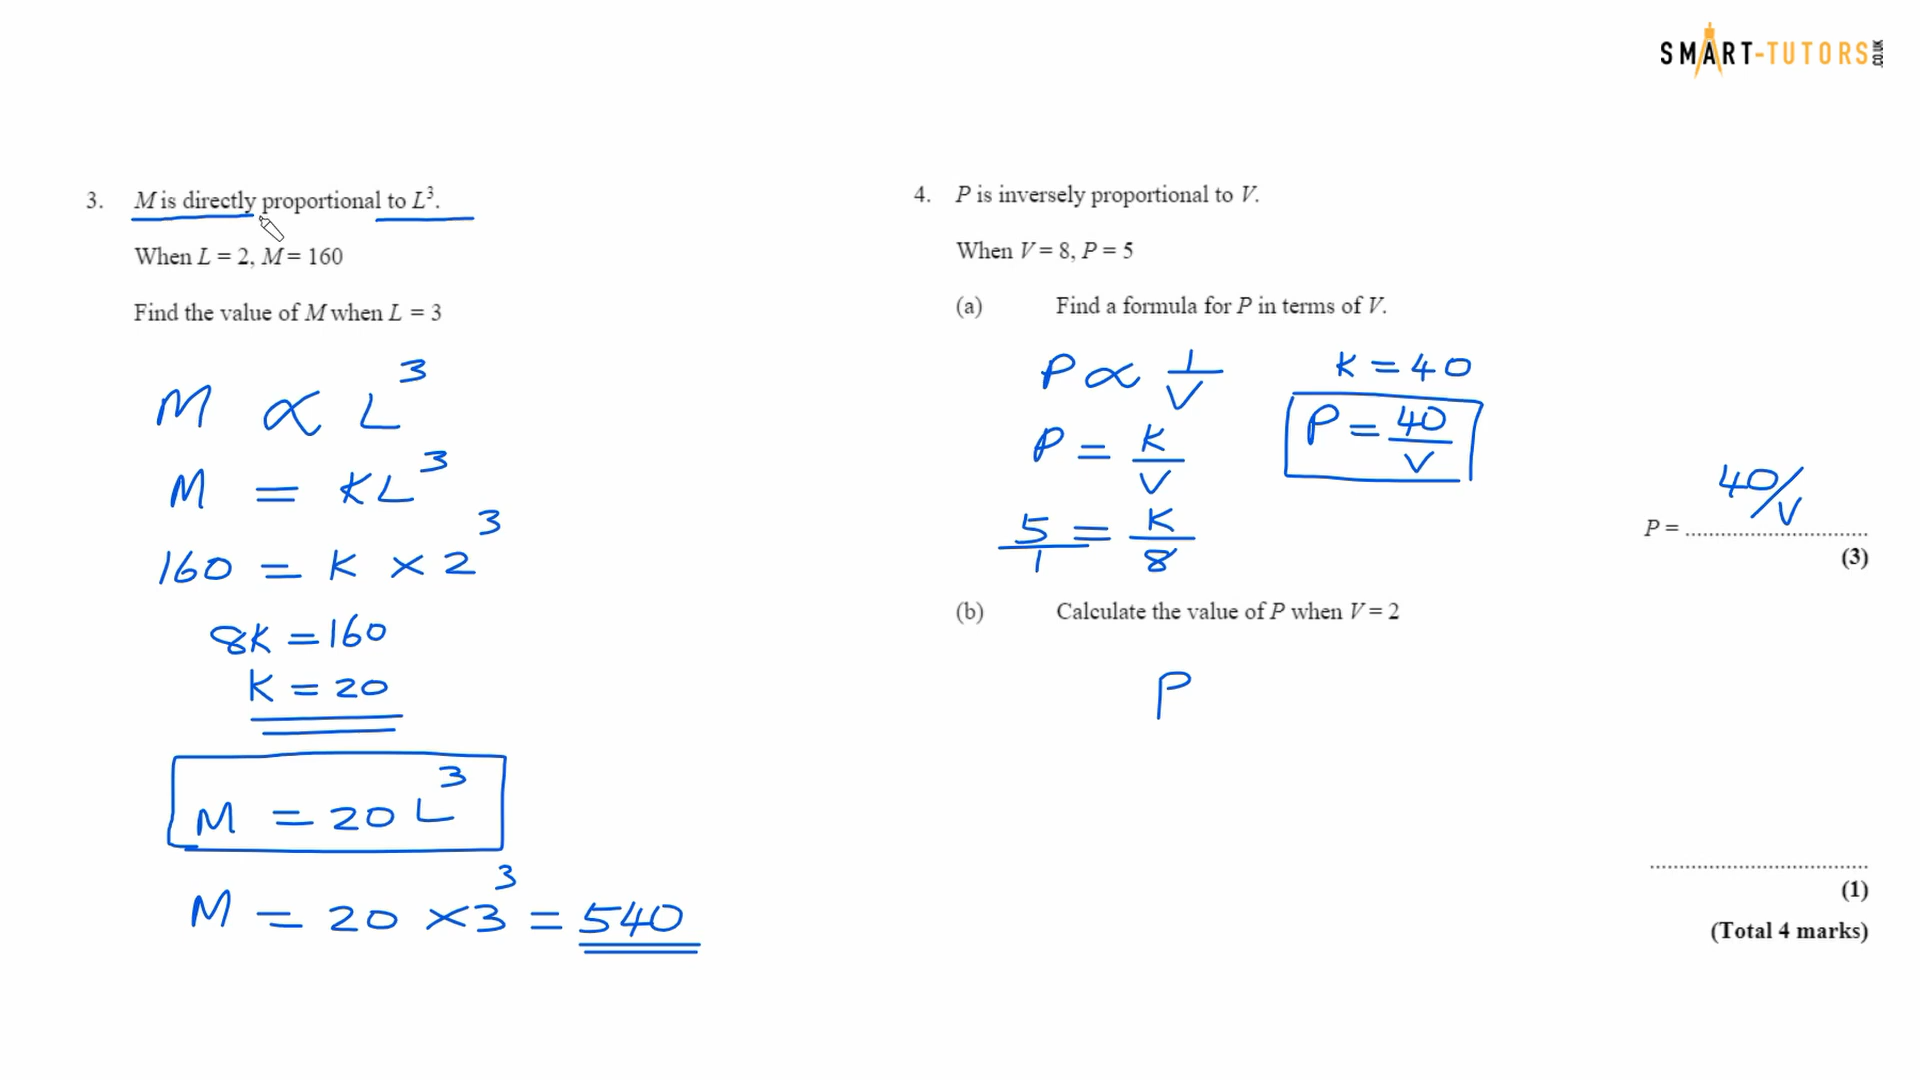 SMART-TUTORS.CO.UK
3. M is directly proportional to L³.
When L = 2, M = 160
Find the value of M when L = 3
M ∝ L³
M = KL³
160 = K × 2³
8K = 160
K = 20
M = 20 L³
M = 20 × 3³ = 540
4. P is inversely proportional to V.
When V = 8, P = 5
(a) Find a formula for P in terms of V.
P ∝ 1/V
P = K/V
5/1 = K/8
K = 40
P = 40/V
P = 40/V
(3)
(b) Calculate the value of P when V = 2
P
(1)
(Total 4 marks)